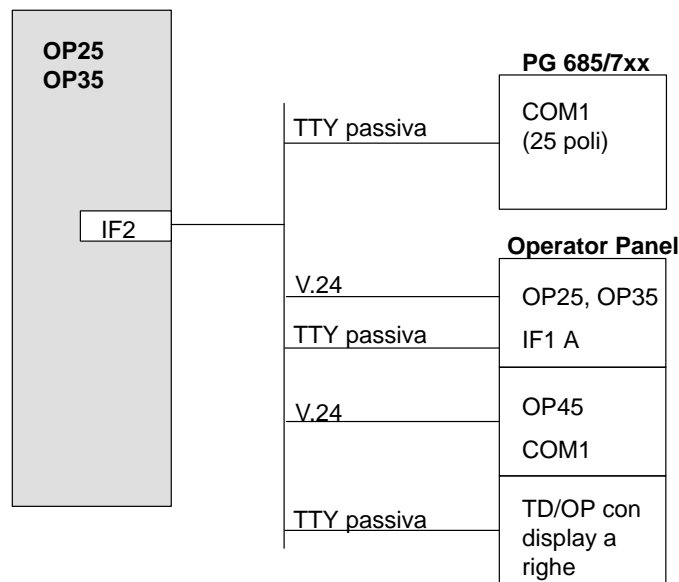 OP25
OP35
IF2
PG 685/7xx
TTY passiva
COM1
(25 poli)
Operator Panel
V.24
OP25, OP35
TTY passiva
IF1 A
V.24
OP45
COM1
TTY passiva
TD/OP con
display a
righe